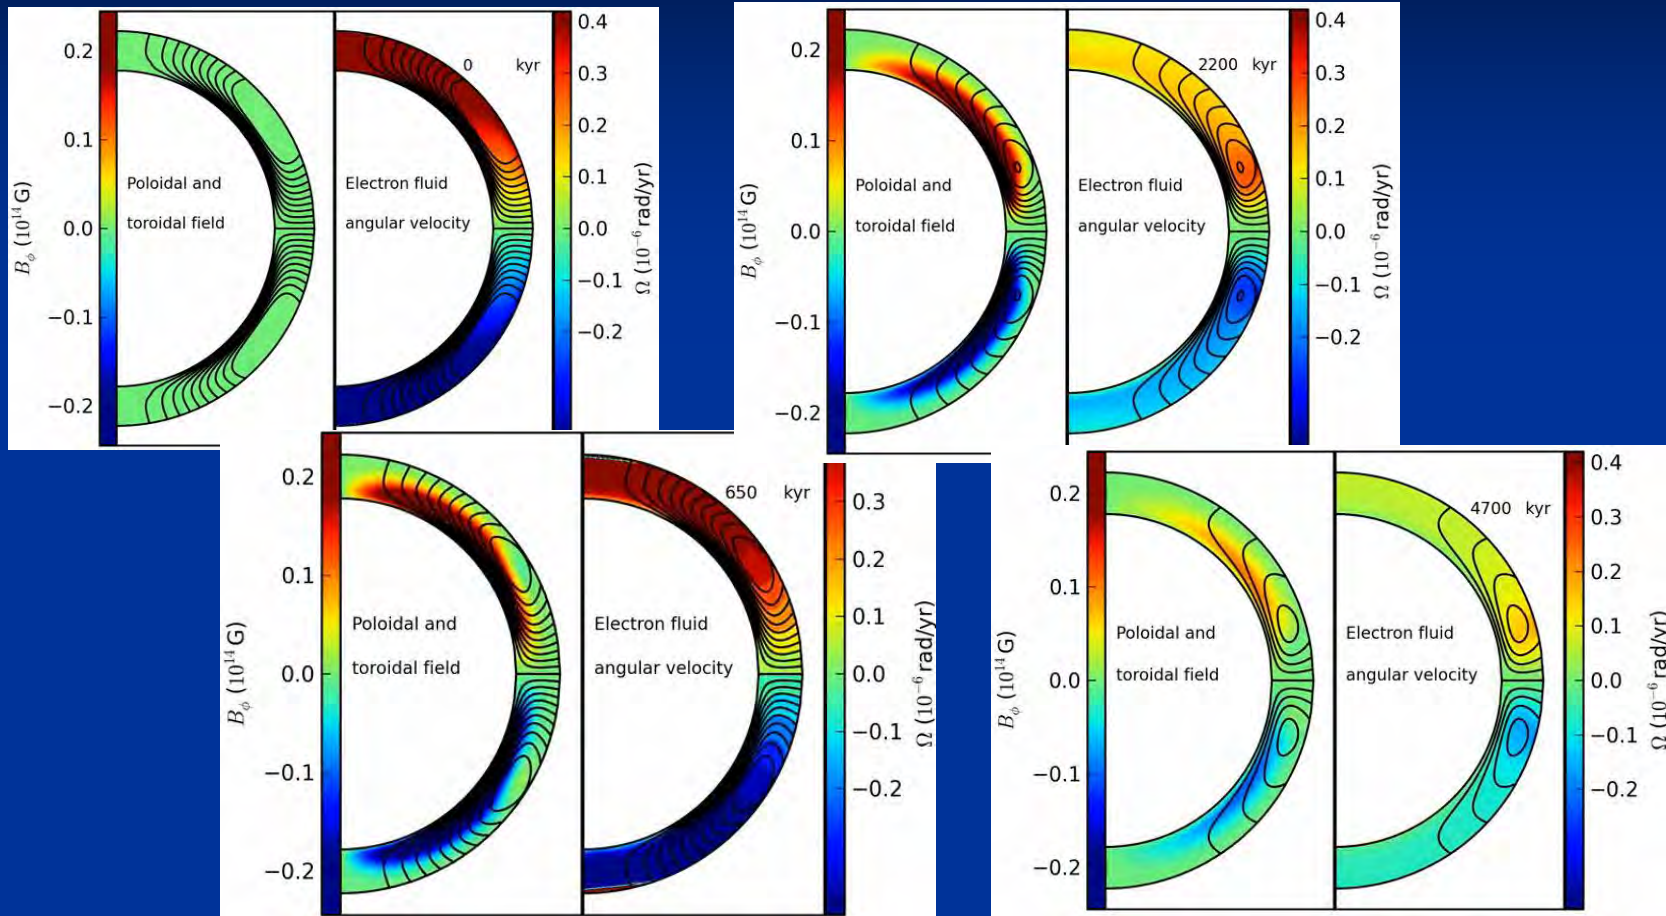 0.2
0.1
0.0
−0.1
−0.2
B_ϕ (10^14 G)
Poloidal and
toroidal field
0 kyr
Electron fluid
angular velocity
0.4
0.3
0.2
0.1
0.0
−0.1
−0.2
Ω (10^−6 rad/yr)
0.2
0.1
0.0
−0.1
−0.2
B_ϕ (10^14 G)
Poloidal and
toroidal field
2200 kyr
Electron fluid
angular velocity
0.4
0.3
0.2
0.1
0.0
−0.1
−0.2
Ω (10^−6 rad/yr)
0.2
0.1
0.0
−0.1
−0.2
B_ϕ (10^14 G)
Poloidal and
toroidal field
650 kyr
Electron fluid
angular velocity
0.3
0.2
0.1
0.0
−0.1
−0.2
Ω (10^−6 rad/yr)
0.2
0.1
0.0
−0.1
−0.2
B_ϕ (10^14 G)
Poloidal and
toroidal field
4700 kyr
Electron fluid
angular velocity
0.4
0.3
0.2
0.1
0.0
−0.1
−0.2
Ω (10^−6 rad/yr)